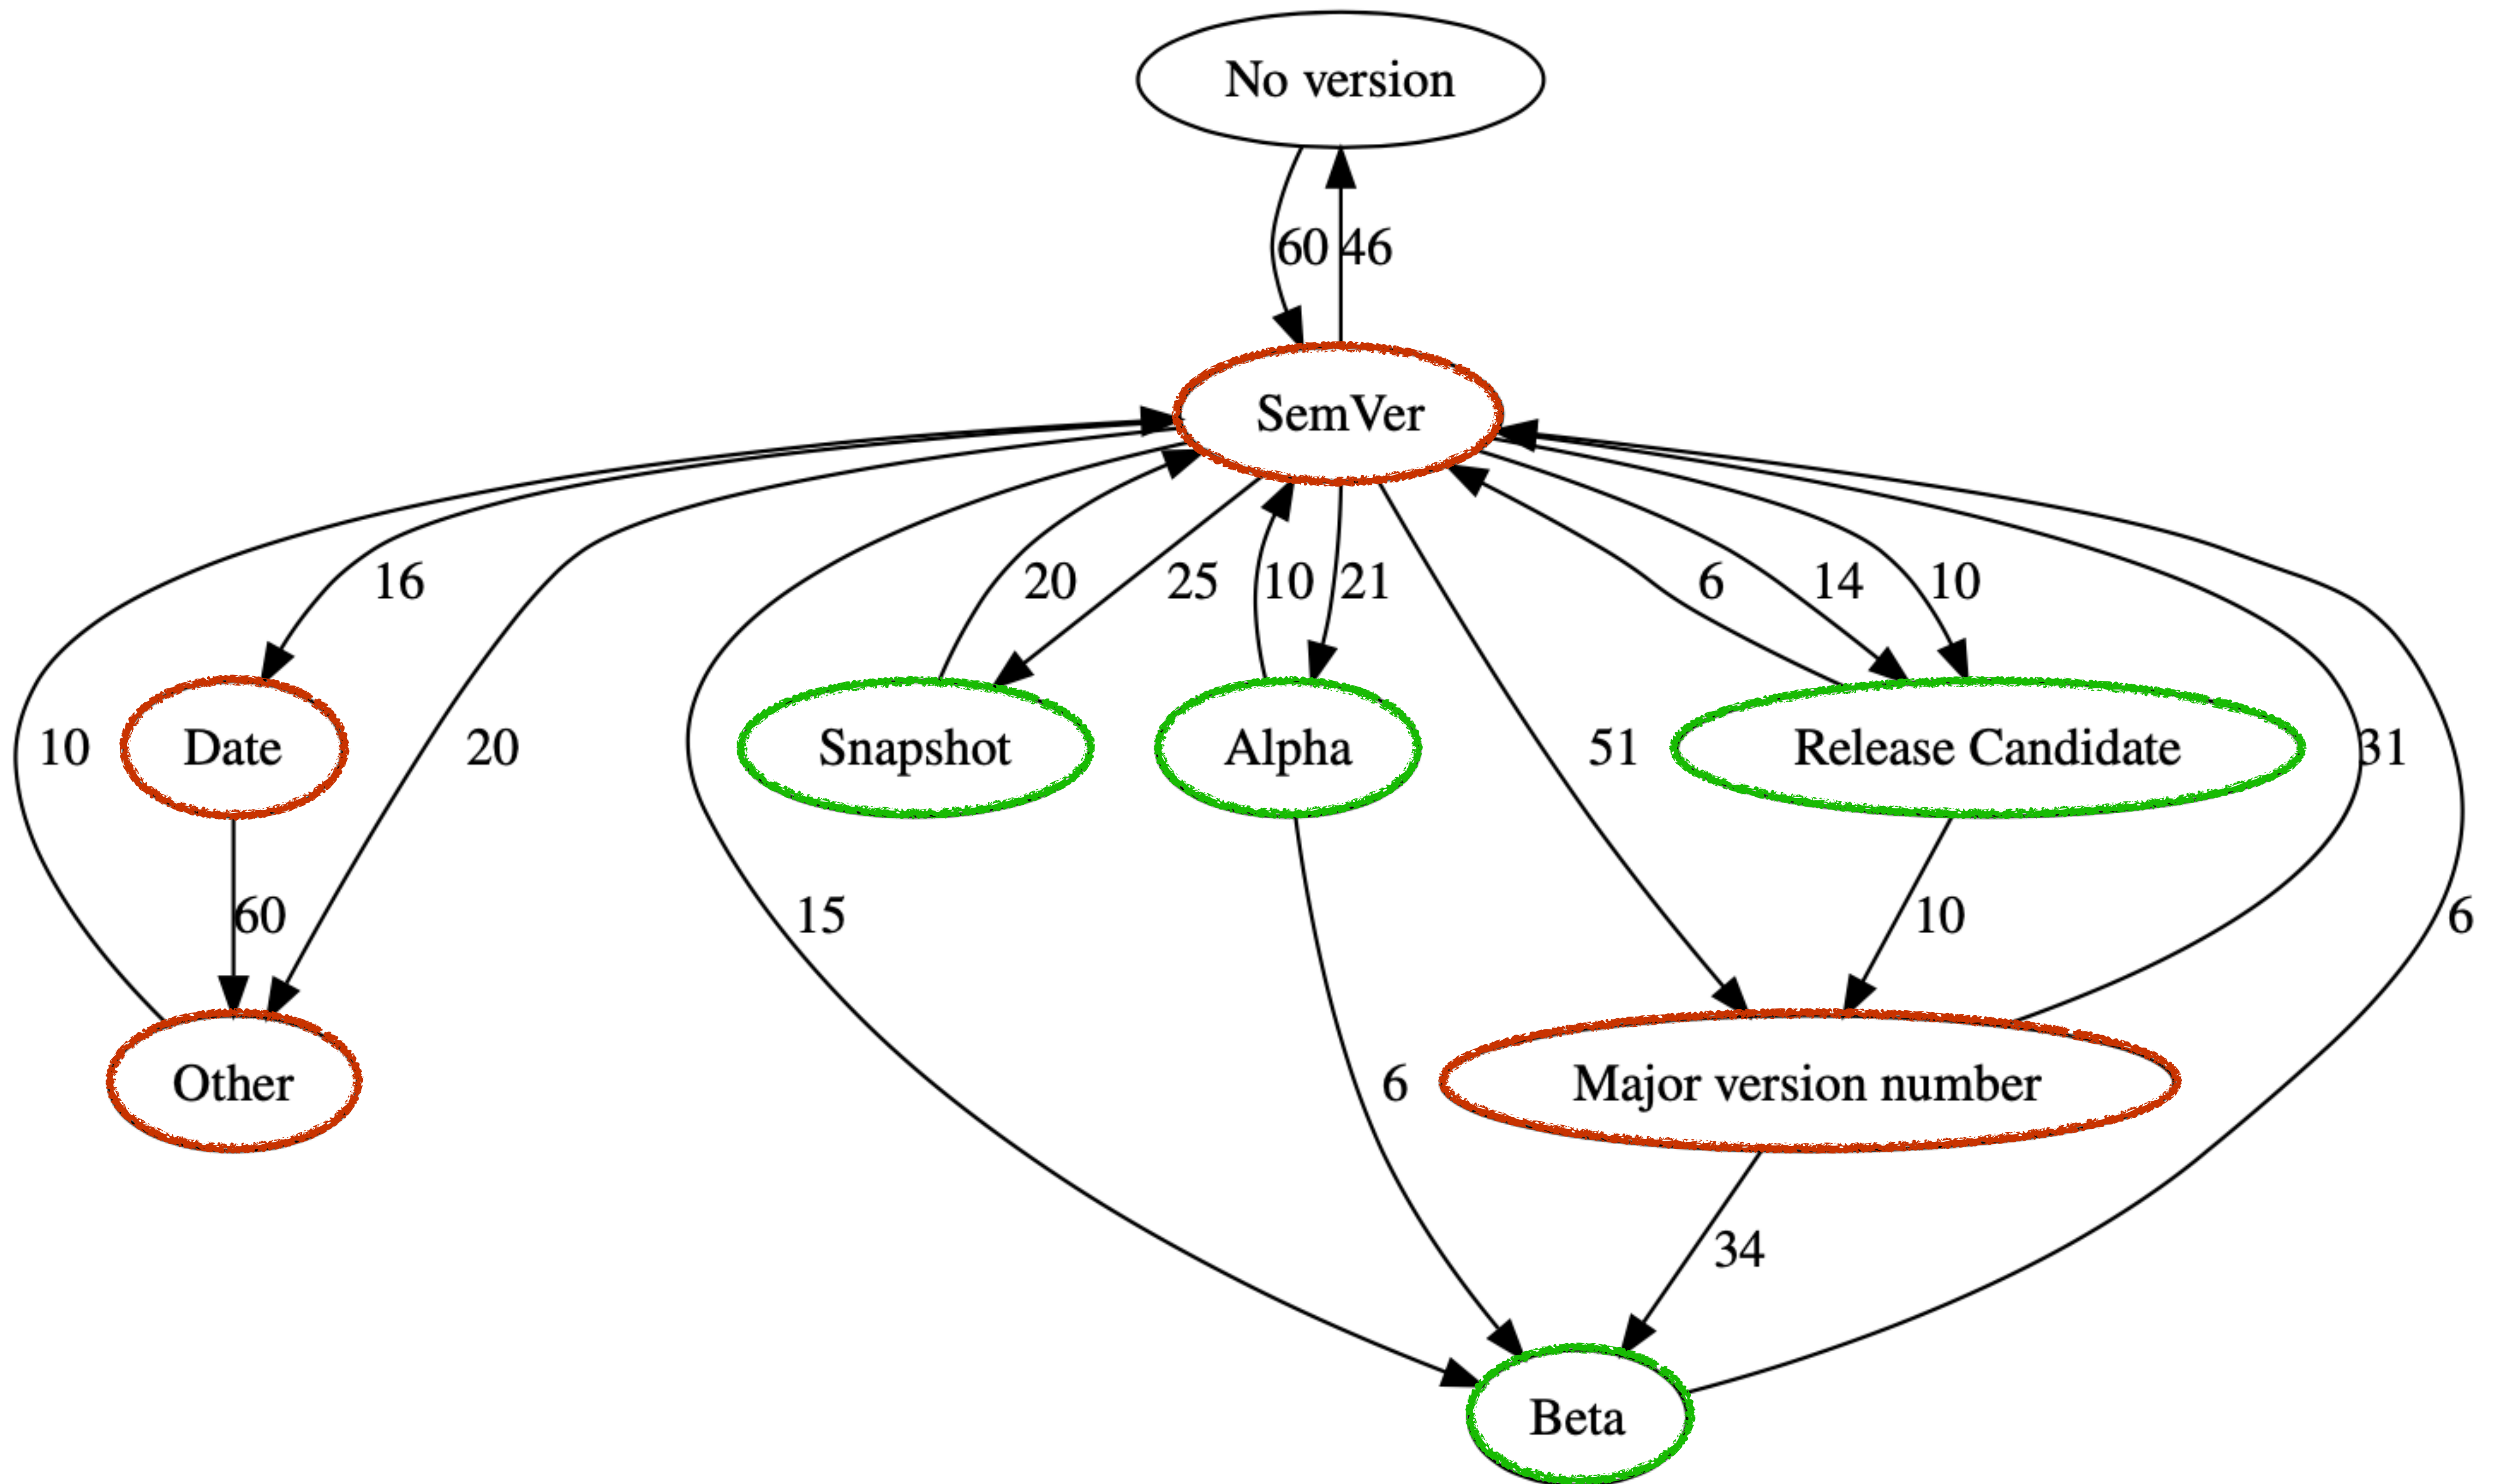 No version
60 46
SemVer
16 20 25 10 21 6 14 10
10 Date 20 Snapshot Alpha 51 Release Candidate 31
60 15 10 6
Other 6 Major version number
34
Beta